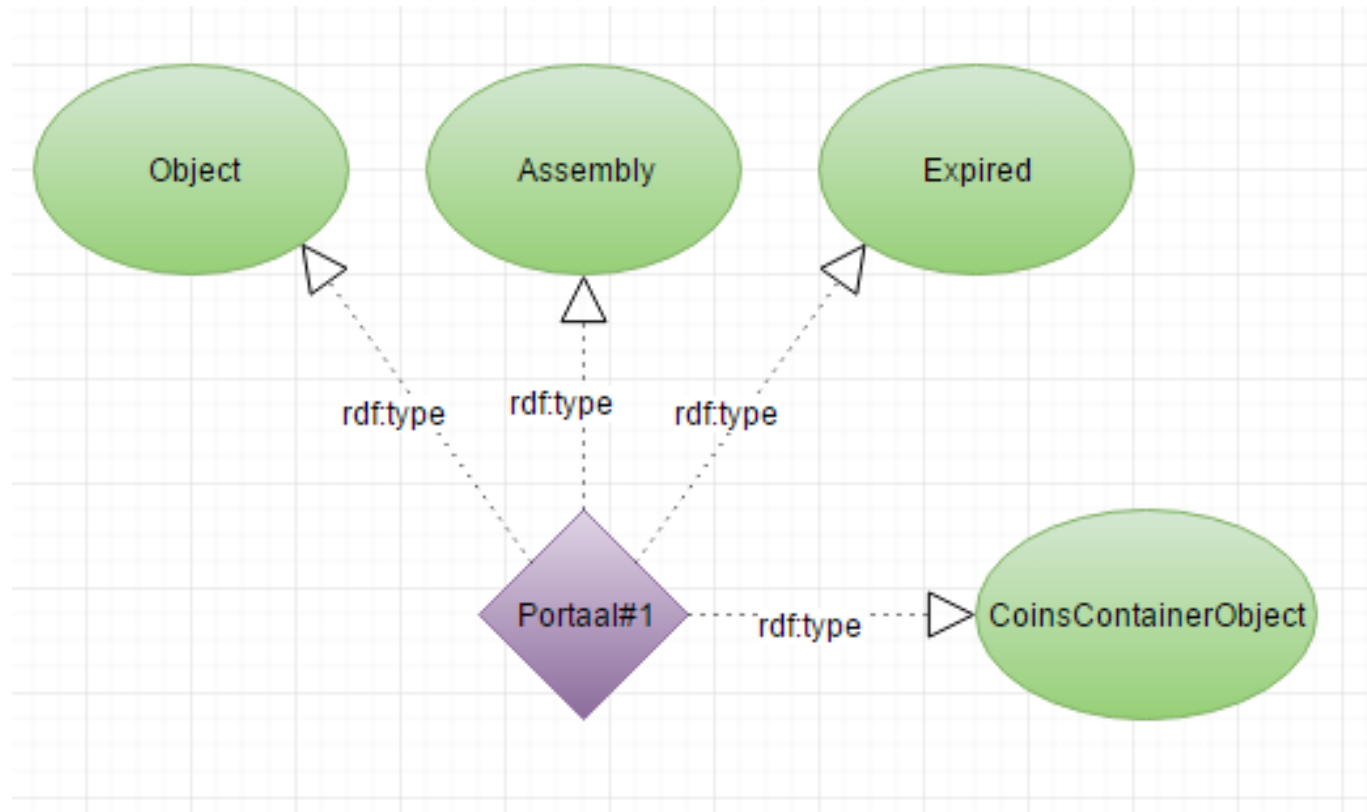 Object
Assembly
Expired
rdf:type
rdf:type
rdf:type
Portaal#1
rdf:type
CoinsContainerObject